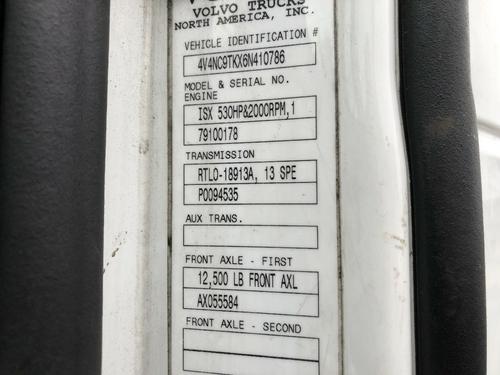 VOLVO TRUCKS
NORTH AMERICA, INC.
VEHICLE IDENTIFICATION #
4V4NC9TKX6N410786
MODEL & SERIAL NO.
ENGINE
ISX 530HP&2000RPM,1
79100178
TRANSMISSION
RTLO-18913A, 13 SPE
P0094535
AUX TRANS.
FRONT AXLE - FIRST
12,500 LB FRONT AXL
AX055584
FRONT AXLE - SECOND